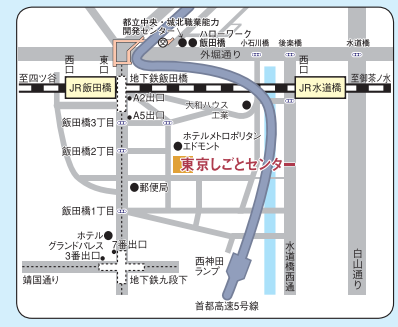 都立中央・城北職業能力
開発センター
ハローワーク
飯田橋
小石川橋
後楽橋
水道橋
外堀通り
西口
東口
西口
至四ツ谷
地下鉄飯田橋
至御茶ノ水
JR飯田橋
JR水道橋
A2出口
大和ハウス
工業
A5出口
飯田橋3丁目
ホテルメトロポリタン
エドモント
飯田橋2丁目
東京しごとセンター
郵便局
飯田橋1丁目
ホテル
グランドパレス
7番出口
3番出口
西神田
ランプ
水道橋西通
白山通り
靖国通り
地下鉄九段下
首都高速5号線